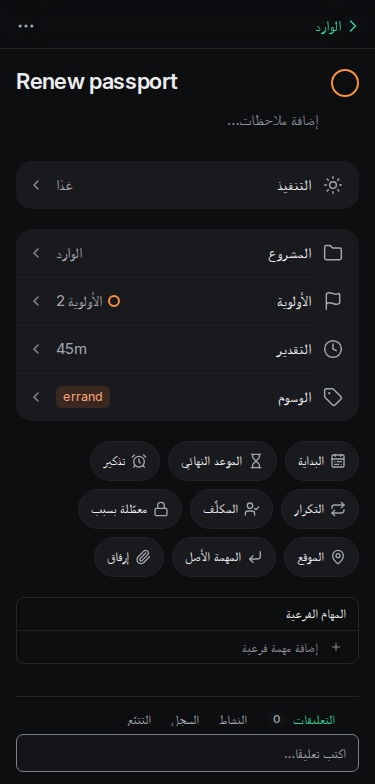 الوارد
Renew passport
إضافة ملاحظات...
التنفيذ غدًا
المشروع الوارد
الأولوية الأولوية 2
التقدير 45m
الوسوم errand
البداية الموعد النهائي تذكير
التكرار المكلّف معطّلة بسبب
الموقع المهمة الأصل إرفاق
المهام الفرعية
إضافة مهمة فرعية
التعليقات 0 النشاط السجل التتبّع
اكتب تعليقًا...